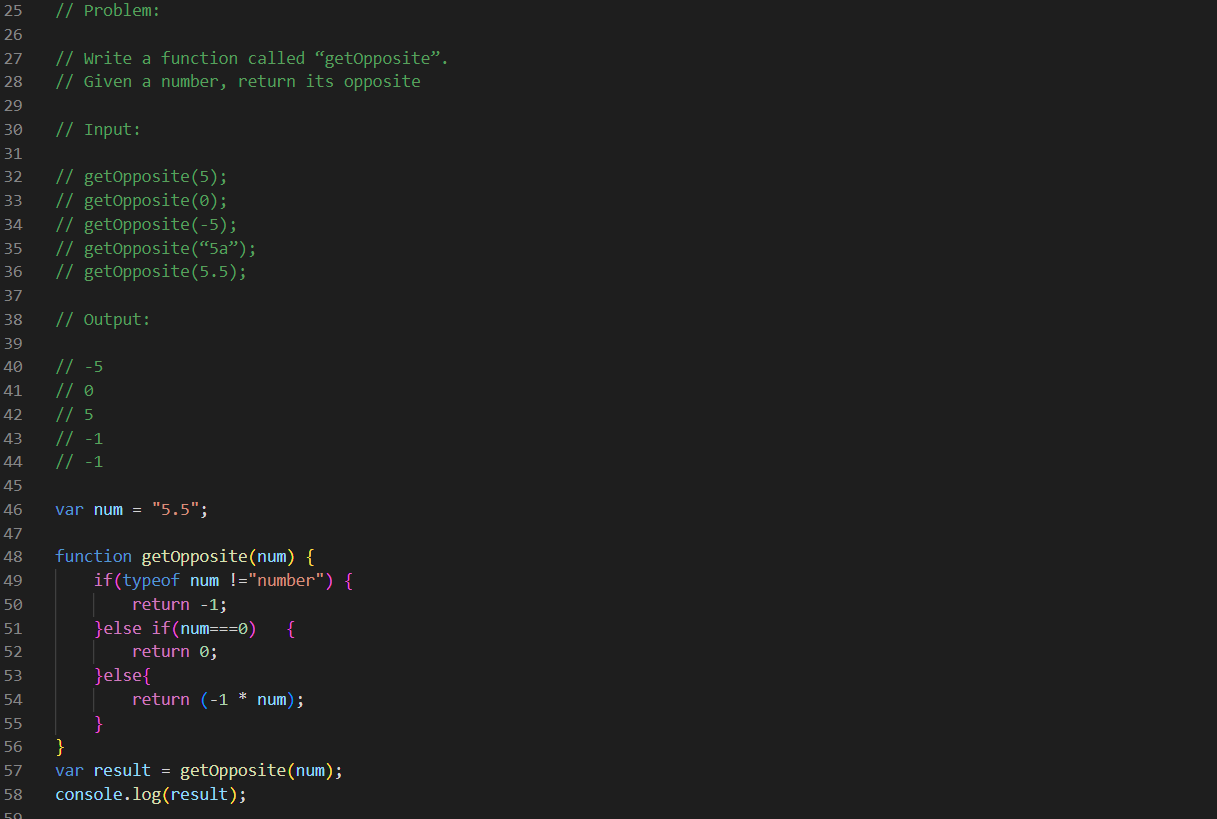 25 // Problem:
26
27 // Write a function called “getOpposite”.
28 // Given a number, return its opposite
29
30 // Input:
31
32 // getOpposite(5);
33 // getOpposite(0);
34 // getOpposite(-5);
35 // getOpposite(“5a”);
36 // getOpposite(5.5);
37
38 // Output:
39
40 // -5
41 // 0
42 // 5
43 // -1
44 // -1
45
46 var num = "5.5";
47
48 function getOpposite(num) {
49     if(typeof num !="number") {
50         return -1;
51     }else if(num===0)   {
52         return 0;
53     }else{
54         return (-1 * num);
55     }
56 }
57 var result = getOpposite(num);
58 console.log(result);
59